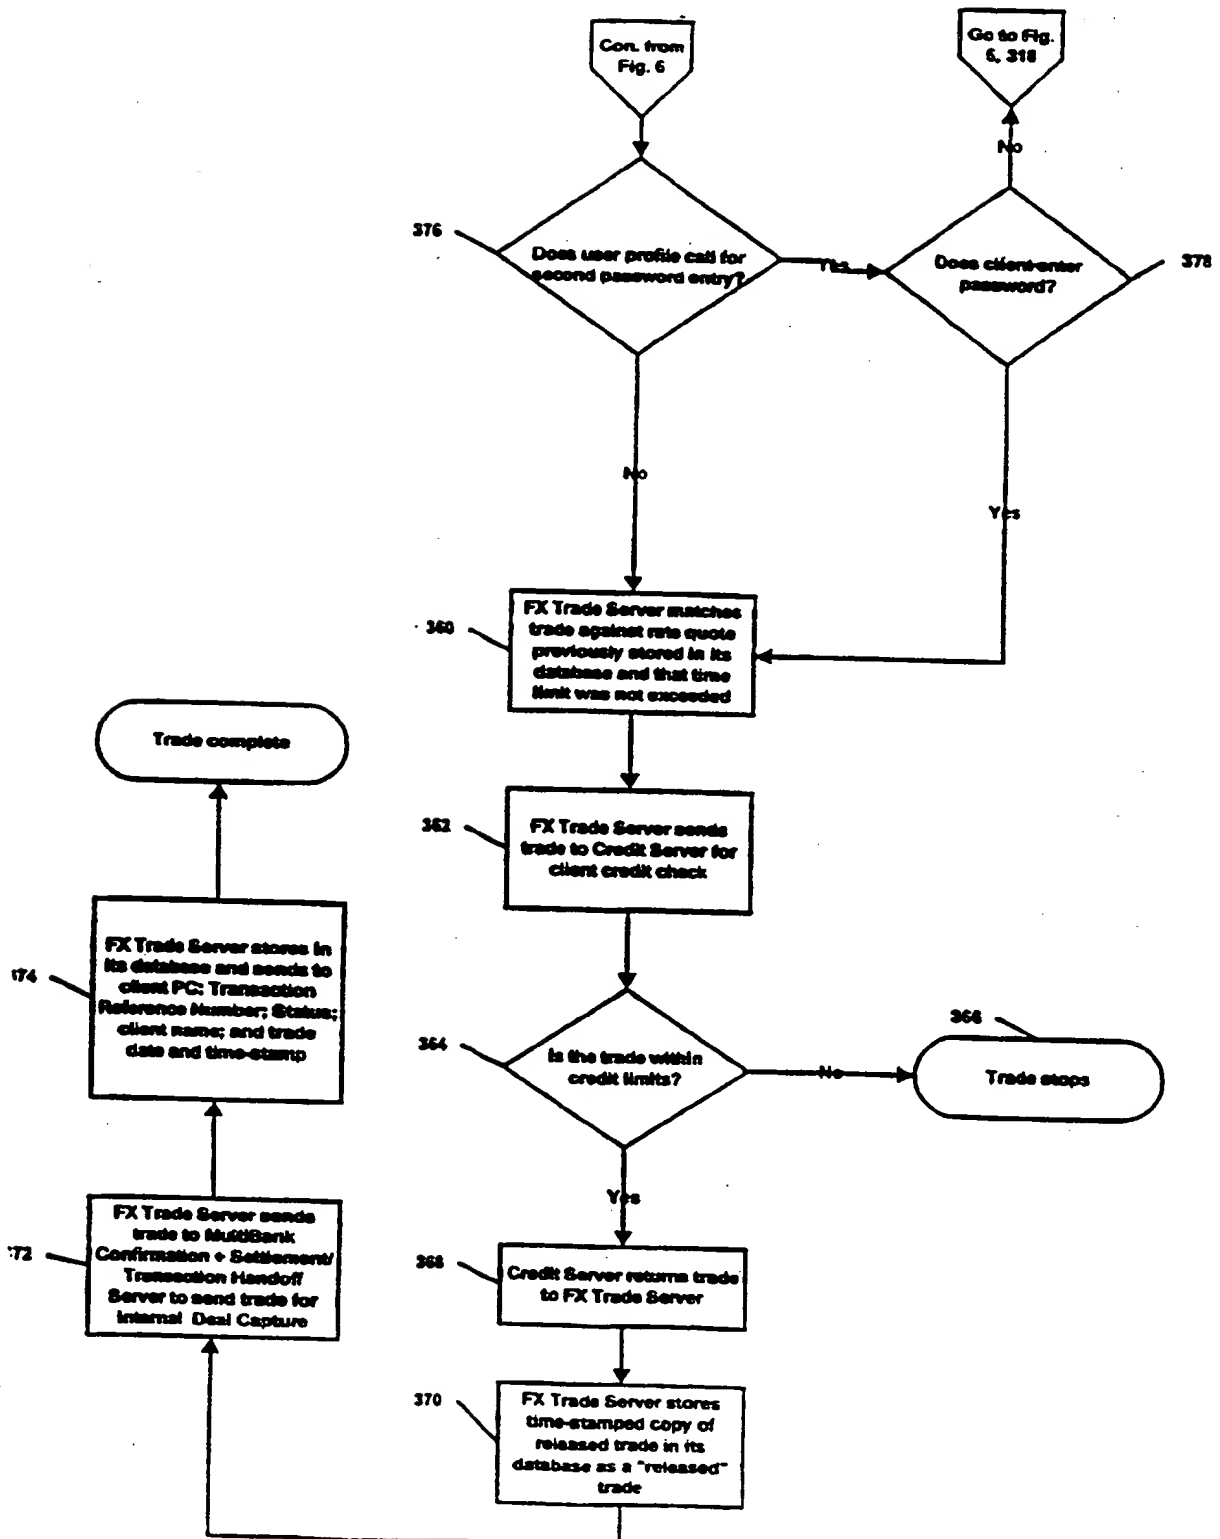 Con. from
Fig. 6
Go to Fig.
5, 318
No
376
Does user profile call for
second password entry?
Yes
Does client enter
password?
378
No
Yes
360
FX Trade Server matches
trade against rate quote
previously stored in its
database and that time
limit was not exceeded
Trade complete
362
FX Trade Server sends
trade to Credit Server for
client credit check
174
FX Trade Server stores in
its database and sends to
client PC: Transaction
Reference Number; Status;
client name; and trade
date and time-stamp
364
Is the trade within
credit limits?
No
366
Trade stops
Yes
72
FX Trade Server sends
trade to MultiBank
Confirmation + Settlement/
Transaction Handoff
Server to send trade for
Internal Deal Capture
368
Credit Server returns trade
to FX Trade Server
370
FX Trade Server stores
time-stamped copy of
released trade in its
database as a "released"
trade